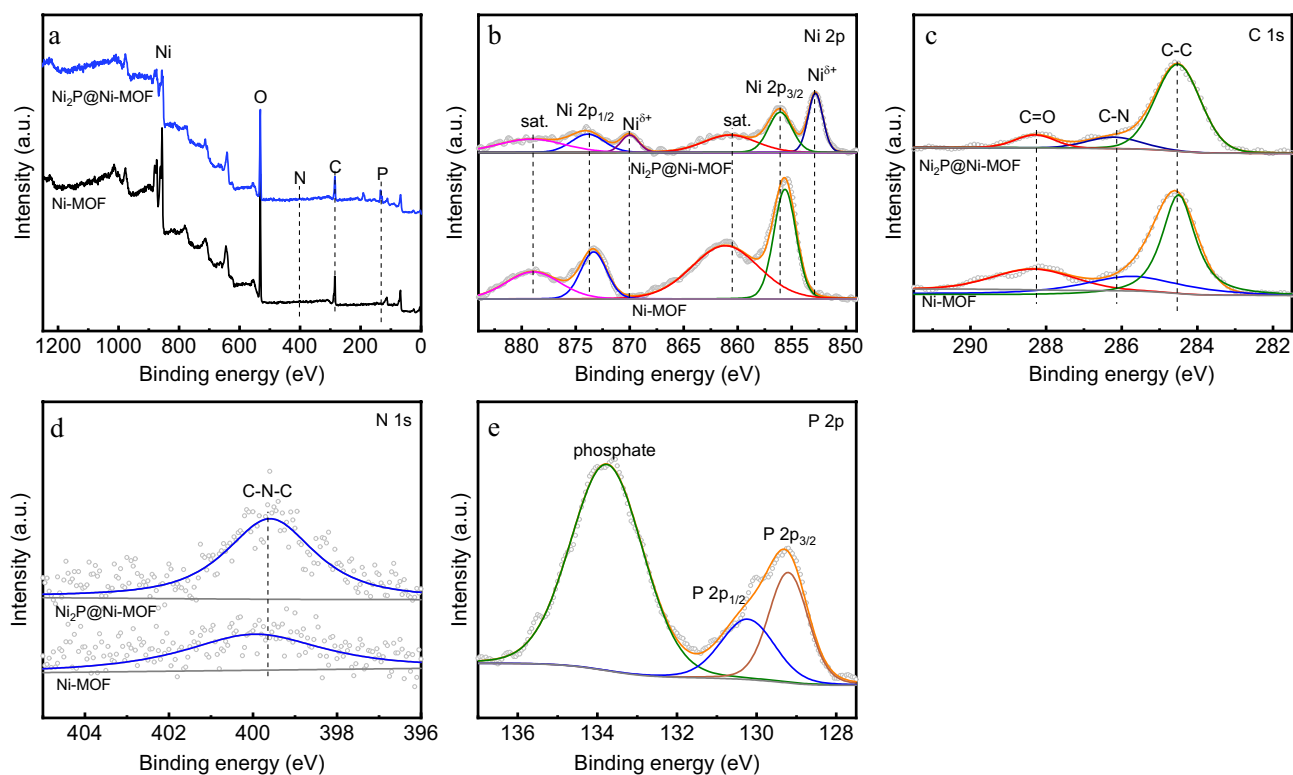 a
Ni
O
N
C
P
Ni₂P@Ni-MOF
Ni-MOF
Intensity (a.u.)
1200 1000 800 600 400 200 0
Binding energy (eV)
b
Ni 2p
sat.
Ni 2p₁/₂
Niᵟ⁺
sat.
Ni 2p₃/₂
Niᵟ⁺
Ni₂P@Ni-MOF
Ni-MOF
Intensity (a.u.)
880 875 870 865 860 855 850
Binding energy (eV)
c
C 1s
C=O
C-N
C-C
Ni₂P@Ni-MOF
Ni-MOF
Intensity (a.u.)
290 288 286 284 282
Binding energy (eV)
d
N 1s
C-N-C
Ni₂P@Ni-MOF
Ni-MOF
Intensity (a.u.)
404 402 400 398 396
Binding energy (eV)
e
P 2p
phosphate
P 2p₁/₂
P 2p₃/₂
Intensity (a.u.)
136 134 132 130 128
Binding energy (eV)